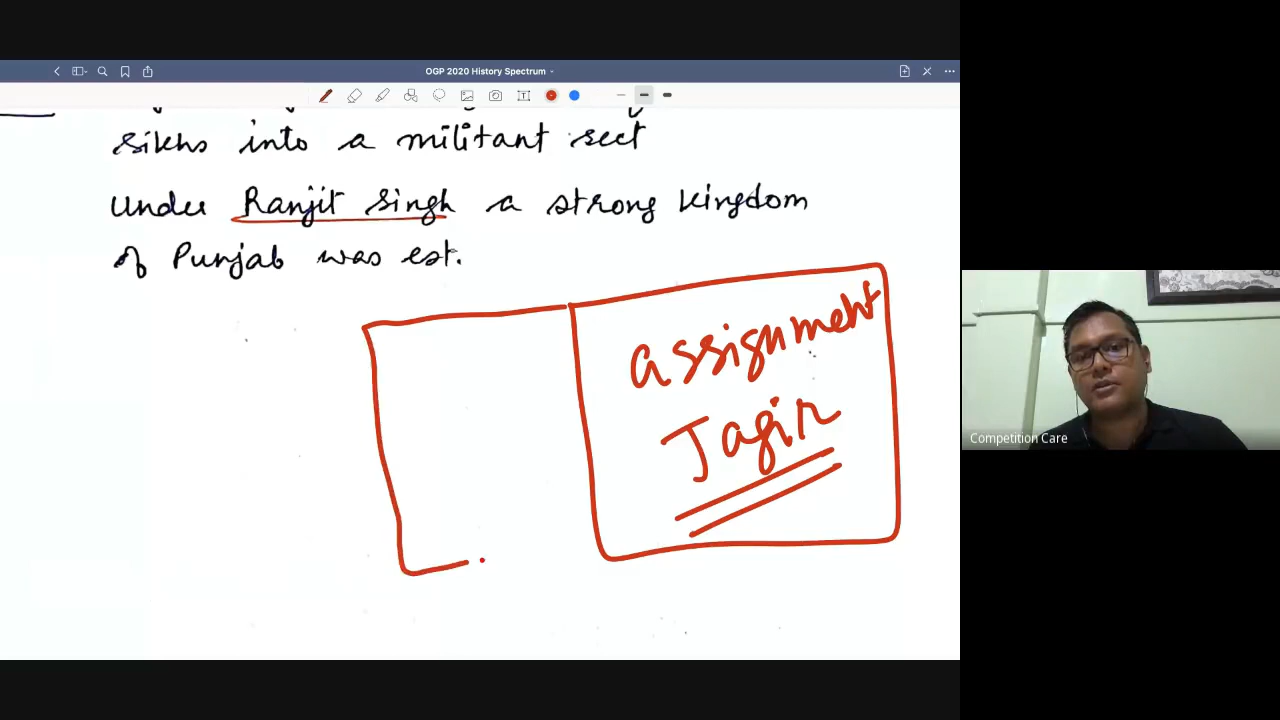 OGP 2020 History Spectrum
sikhs into a militant sect
Under Ranjit Singh a strong kingdom
of Punjab was est.
assignment
Jagir
Competition Care